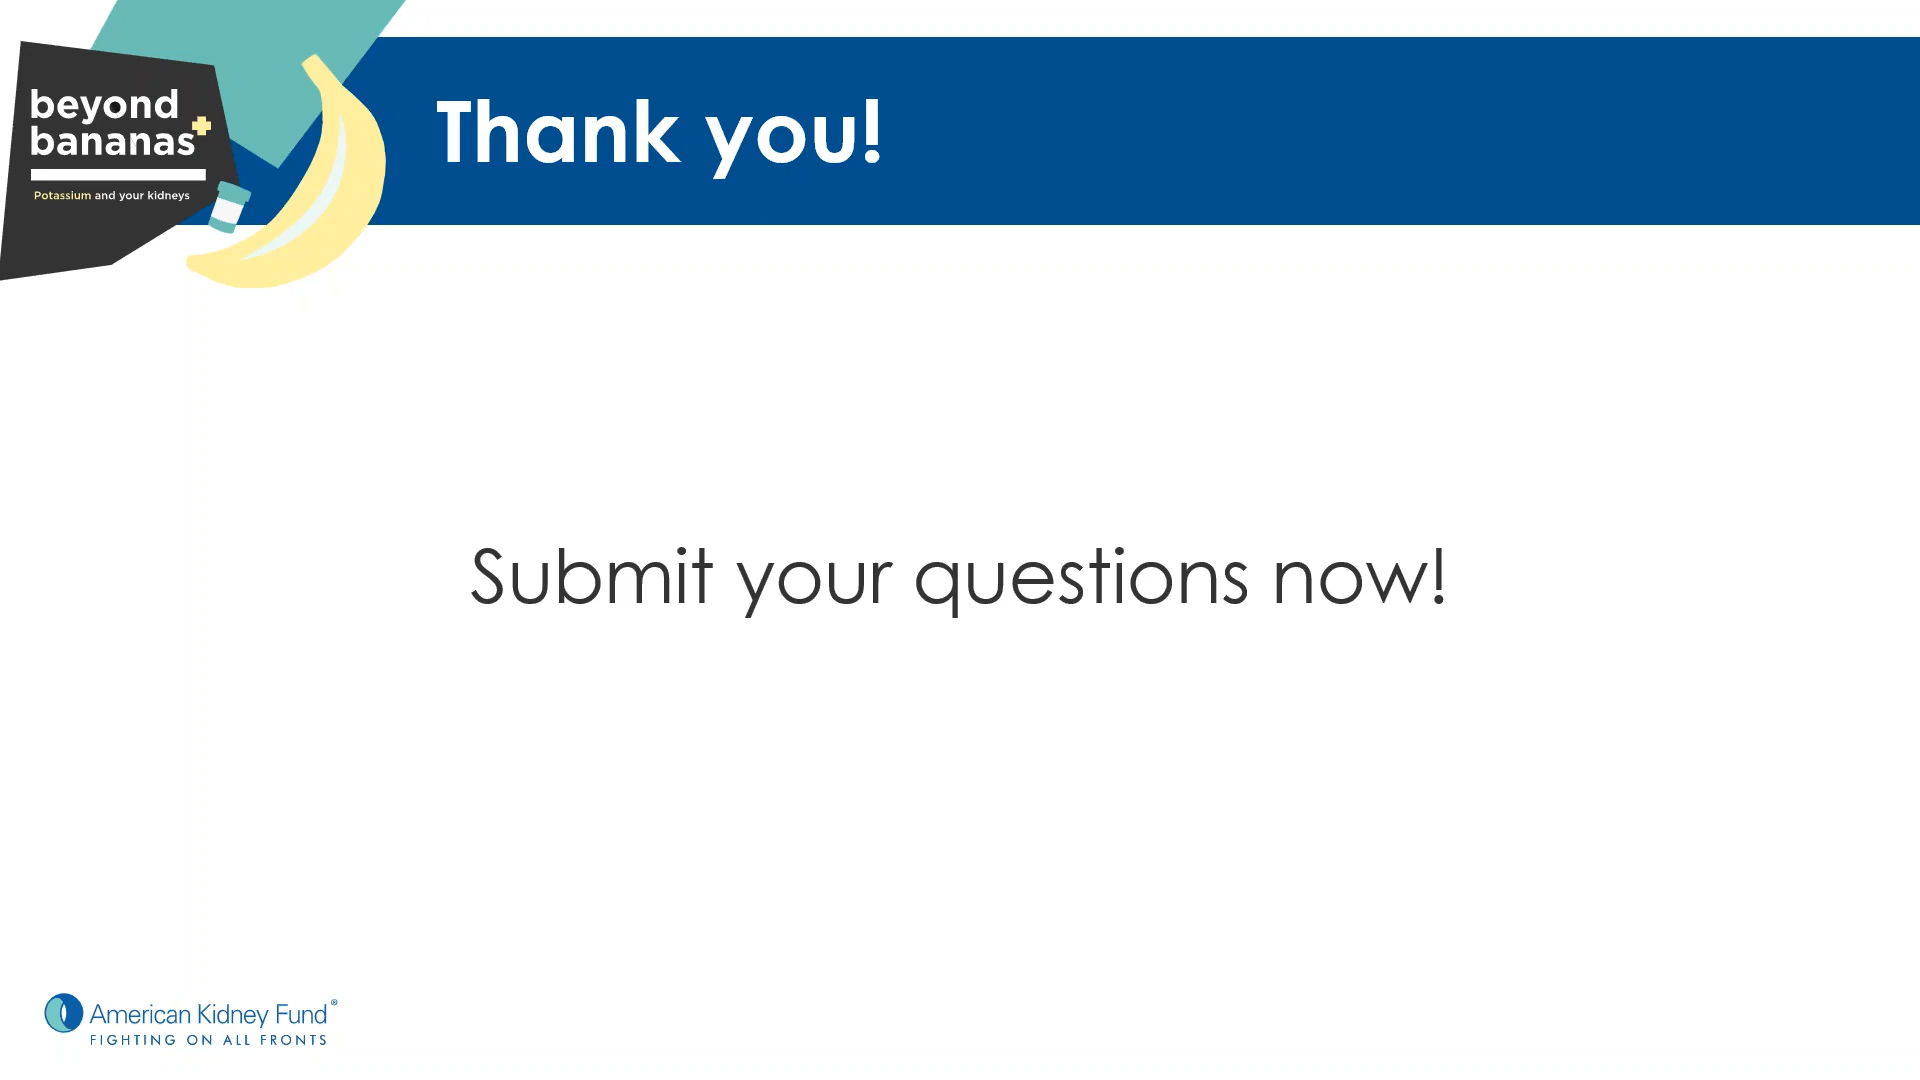 beyond
bananas+
Potassium and your kidneys
Thank you!
Submit your questions now!
American Kidney Fund®
FIGHTING ON ALL FRONTS